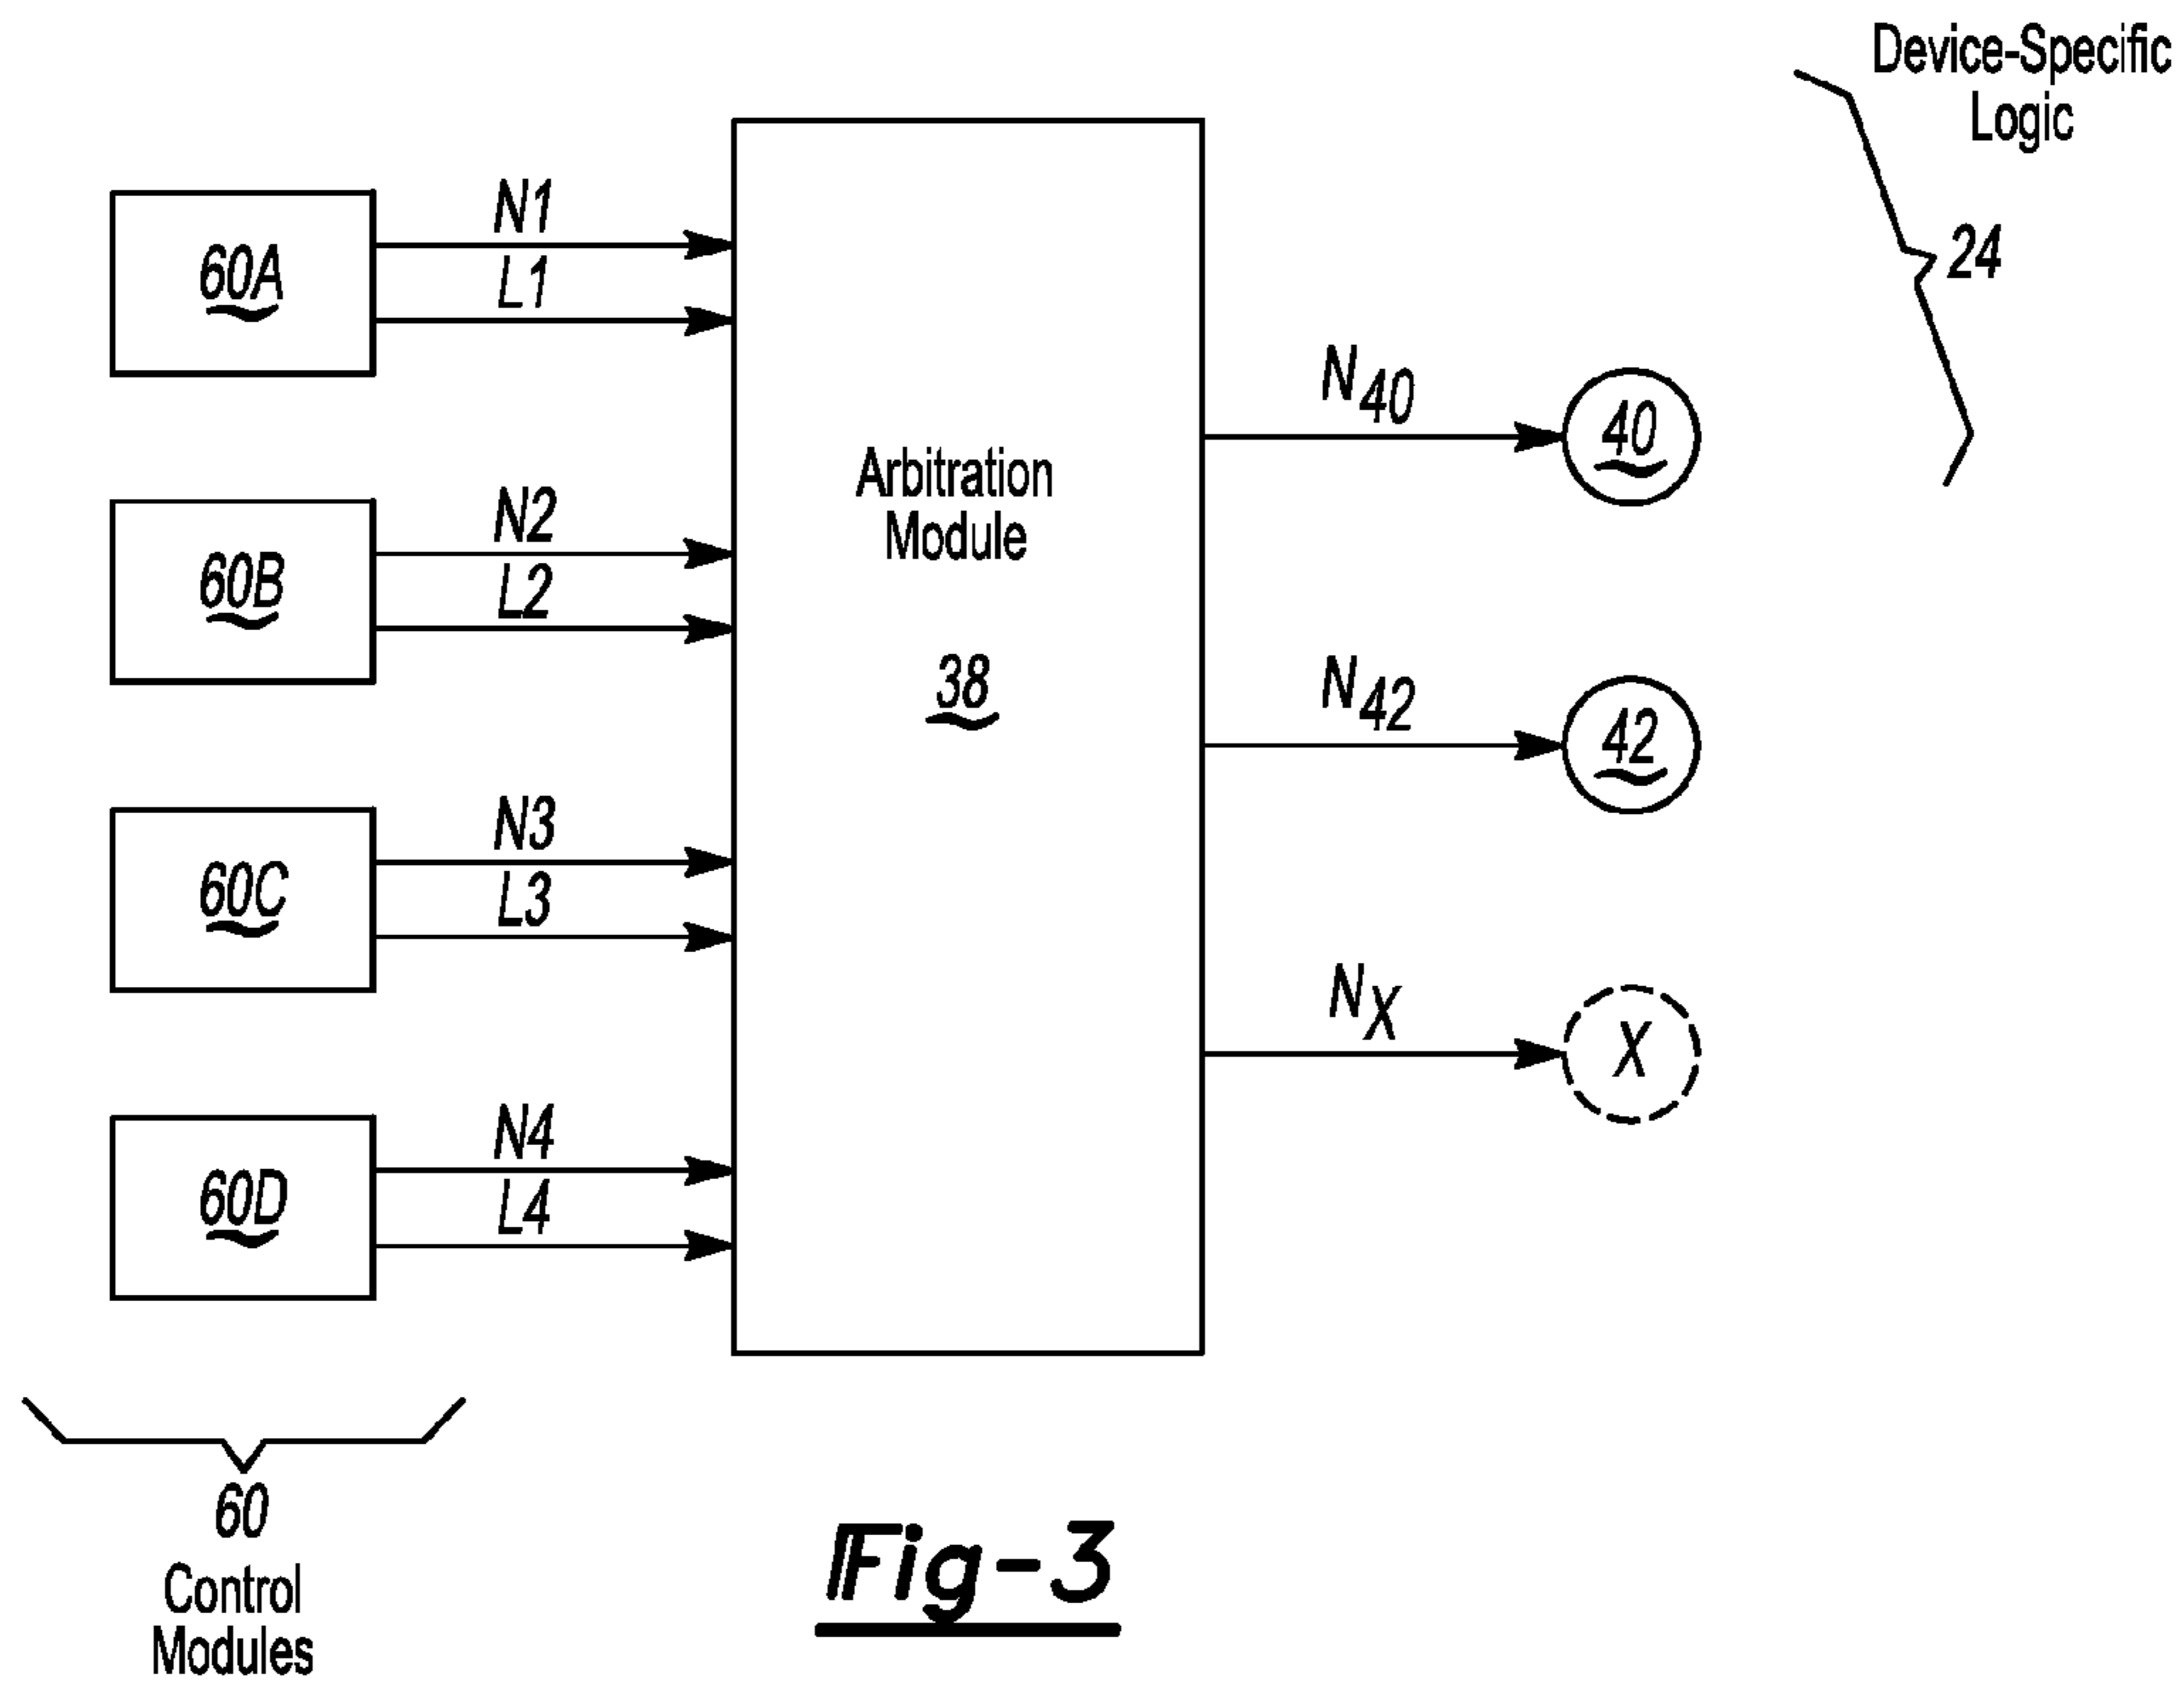 Device-Specific
Logic
24
60A
N1
L1
60B
N2
L2
60C
N3
L3
60D
N4
L4
Arbitration
Module
38
N40
40
N42
42
NX
X
60
Control
Modules
Fig-3